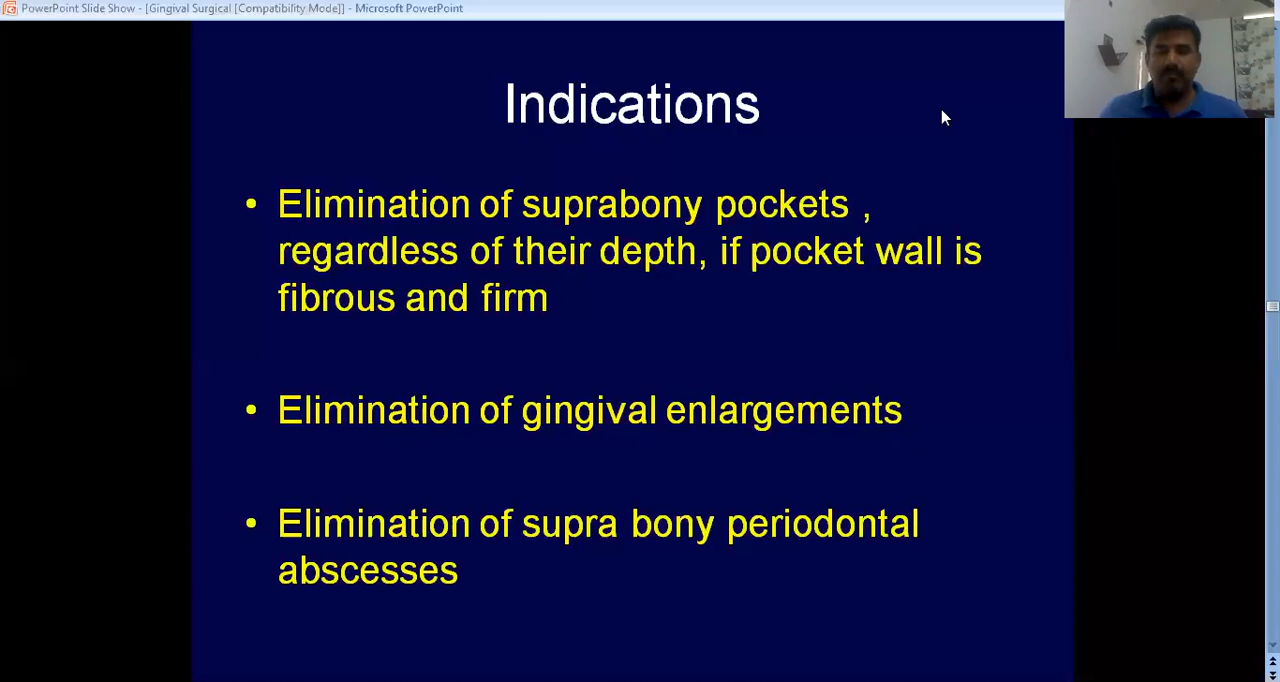 PowerPoint Slide Show - [Gingival Surgical [Compatibility Mode]] - Microsoft PowerPoint
Indications
• Elimination of suprabony pockets ,
regardless of their depth, if pocket wall is
fibrous and firm
• Elimination of gingival enlargements
• Elimination of supra bony periodontal
abscesses